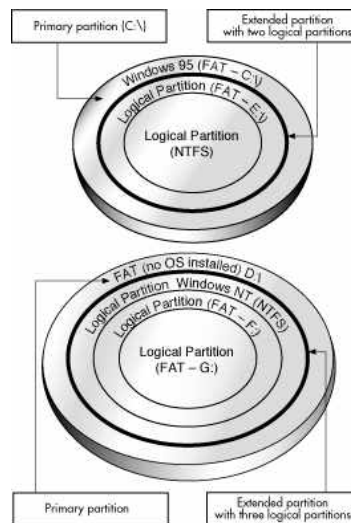 Primary partition (C:\)
Extended partition
with two logical partitions
Windows 95 (FAT – C:\)
Logical Partition (FAT – E:\)
Logical Partition
(NTFS)
FAT (no OS installed) D:\
Logical Partition Windows NT (NTFS)
Logical Partition (FAT – F:)
Logical Partition
(FAT – G:)
Primary partition
Extended partition
with three logical partitions